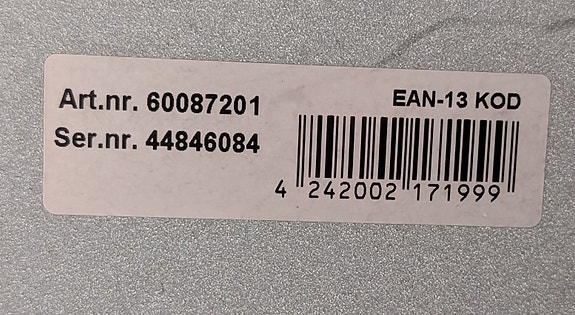 Art.nr. 60087201
Ser.nr. 44846084
EAN-13 KOD
4 242002 171999